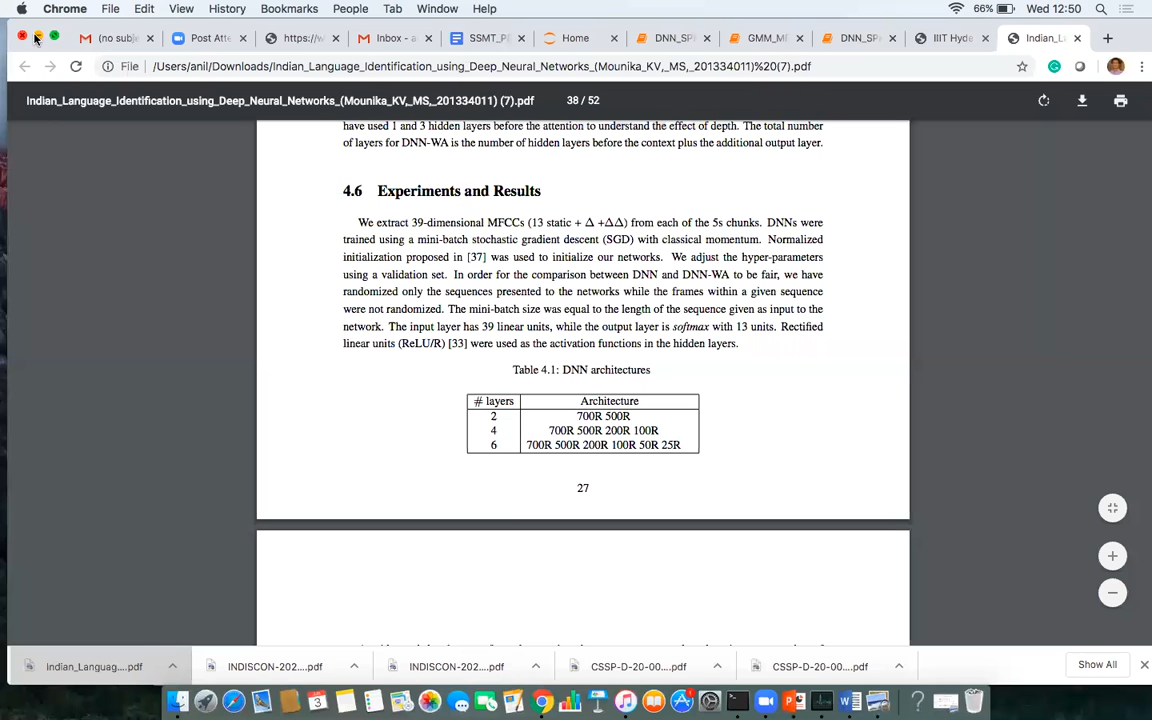 Chrome File Edit View History Bookmarks People Tab Window Help 66% Wed 12:50
(no subj Post Atte https://w Inbox - a SSMT_P Home DNN_SP GMM_M DNN_SP IIIT Hyde Indian_L
File /Users/anil/Downloads/Indian_Language_Identification_using_Deep_Neural_Networks_(Mounika_KV,_MS,_201334011)%20(7).pdf
Indian_Language_Identification_using_Deep_Neural_Networks_(Mounika_KV,_MS,_201334011) (7).pdf 38 / 52
have used 1 and 3 hidden layers before the attention to understand the effect of depth. The total number
of layers for DNN-WA is the number of hidden layers before the context plus the additional output layer.
4.6 Experiments and Results
We extract 39-dimensional MFCCs (13 static + Δ +ΔΔ) from each of the 5s chunks. DNNs were
trained using a mini-batch stochastic gradient descent (SGD) with classical momentum. Normalized
initialization proposed in [37] was used to initialize our networks. We adjust the hyper-parameters
using a validation set. In order for the comparison between DNN and DNN-WA to be fair, we have
randomized only the sequences presented to the networks while the frames within a given sequence
were not randomized. The mini-batch size was equal to the length of the sequence given as input to the
network. The input layer has 39 linear units, while the output layer is softmax with 13 units. Rectified
linear units (ReLU/R) [33] were used as the activation functions in the hidden layers.
Table 4.1: DNN architectures
# layers Architecture
2 700R 500R
4 700R 500R 200R 100R
6 700R 500R 200R 100R 50R 25R
27
Indian_Languag....pdf INDISCON-202....pdf INDISCON-202....pdf CSSP-D-20-00....pdf CSSP-D-20-00....pdf Show All